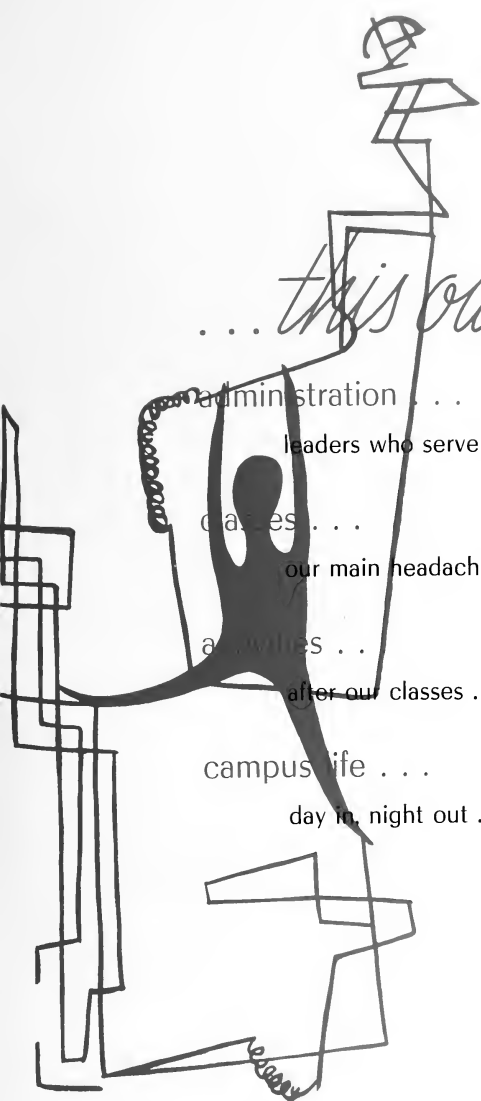 . . . this ou
administration . . .
leaders who serve
classes . . .
our main headach
activities . .
after our classes .
campus life . . .
day in, night out .